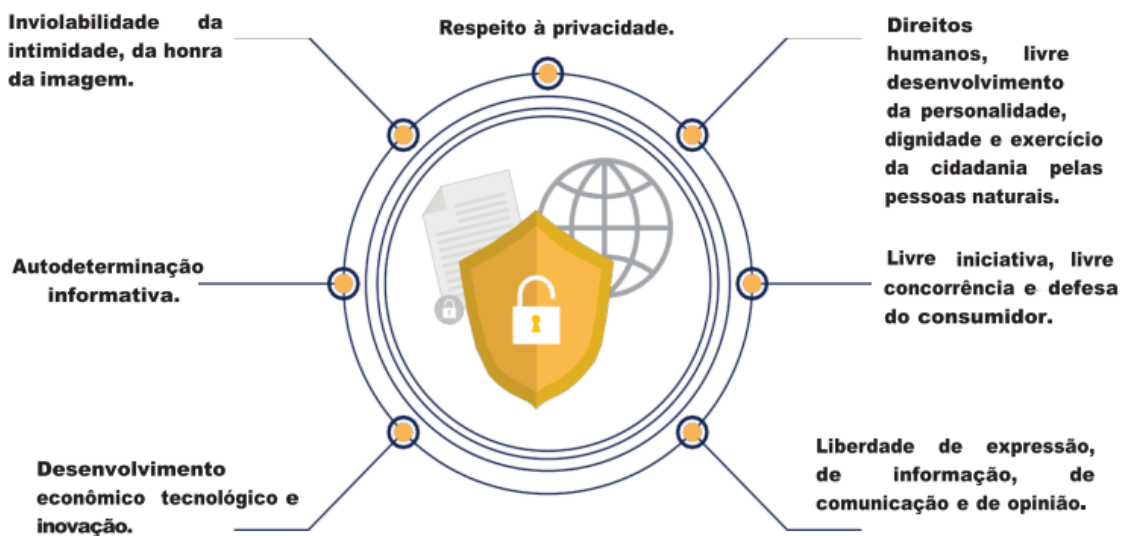 Inviolabilidade da
intimidade, da honra
da imagem.
Respeito à privacidade.
Direitos
humanos, livre
desenvolvimento
da personalidade,
dignidade e exercício
da cidadania pelas
pessoas naturais.
Autodeterminação
informativa.
Livre iniciativa, livre
concorrência e defesa
do consumidor.
Desenvolvimento
econômico tecnológico e
inovação.
Liberdade de expressão,
de informação, de
comunicação e de opinião.